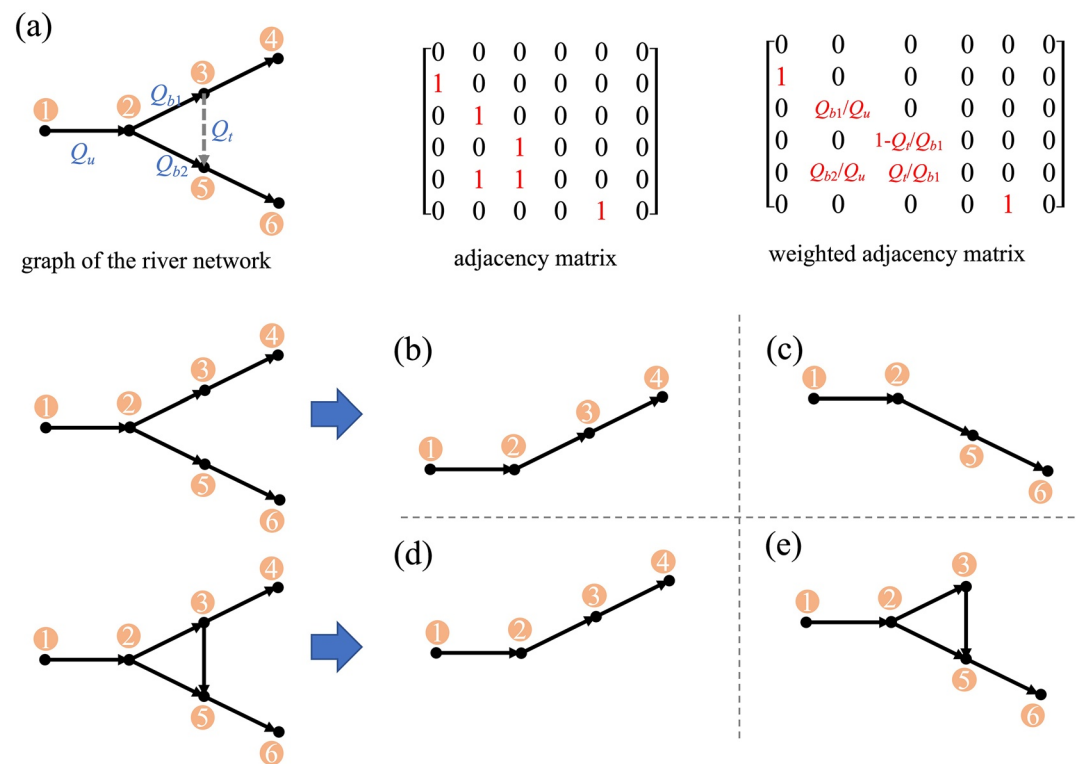 (a)
4
3
1
2
5
6
Q_b1
Q_t
Q_u
Q_b2
graph of the river network
0 0 0 0 0 0
1 0 0 0 0 0
0 1 0 0 0 0
0 0 1 0 0 0
0 1 1 0 0 0
0 0 0 0 1 0
adjacency matrix
0 0 0 0 0 0
1 0 0 0 0 0
0 Q_b1/Q_u 0 0 0 0
0 0 1-Q_t/Q_b1 0 0 0
0 Q_b2/Q_u Q_t/Q_b1 0 0 0
0 0 0 0 1 0
weighted adjacency matrix
4
3
1
2
5
6
(b)
4
3
1
2
(c)
1
2
5
6
4
3
1
2
5
6
(d)
4
3
1
2
(e)
3
1
2
5
6